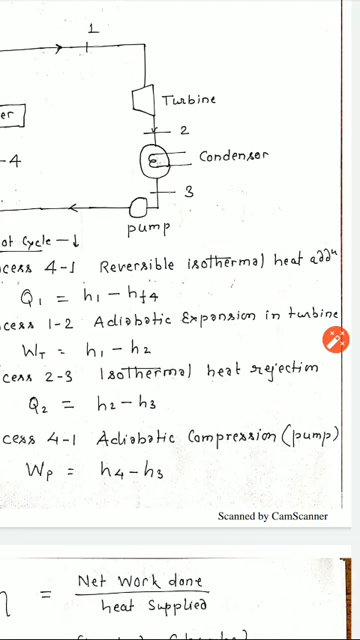 1
Turbine
er
2
-4
Condensor
3
pump
ot Cycle →
cess 4-1 Reversible isothermal heat addⁿ
Q₁ = h₁ - hf4
cess 1-2 Adiabatic Expansion in turbine
WT = h₁ - h₂
cess 2-3 Isothermal heat rejection
Q₂ = h₂ - h₃
cess 4-1 Adiabatic Compression (pump)
Wp = h₄ - h₃
Scanned by CamScanner
η = Net Work done
heat Supplied